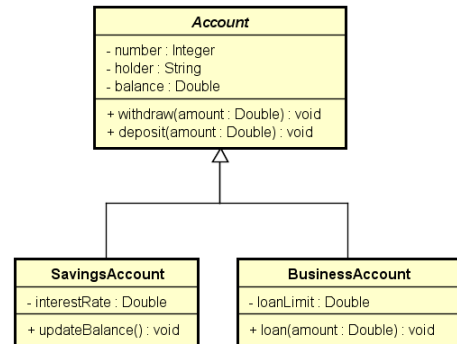 Account
- number : Integer
- holder : String
- balance : Double
+ withdraw(amount : Double) : void
+ deposit(amount : Double) : void
SavingsAccount
- interestRate : Double
+ updateBalance() : void
BusinessAccount
- loanLimit : Double
+ loan(amount : Double) : void